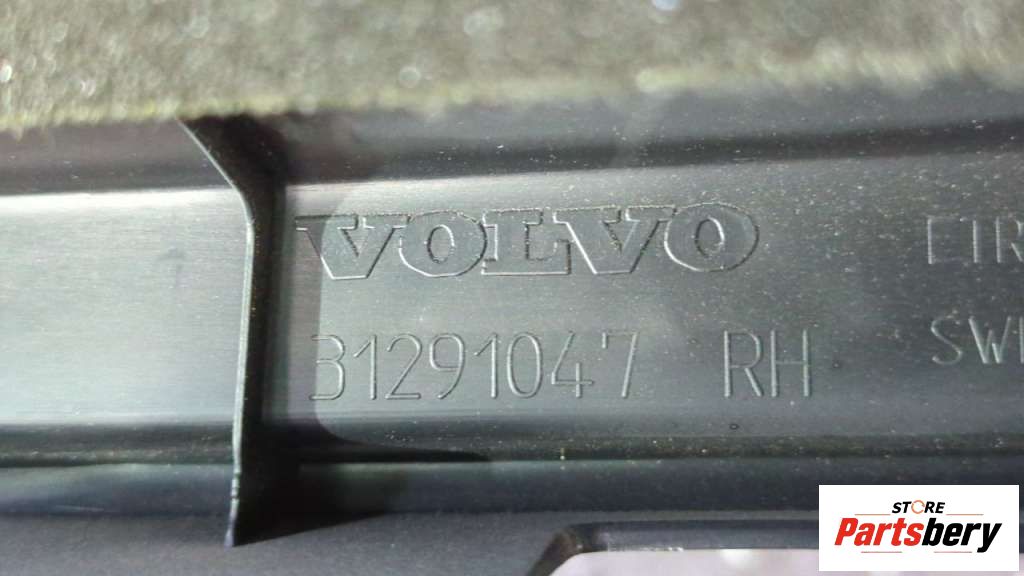 VOLVO
31291047 RH
STORE
Partsbery